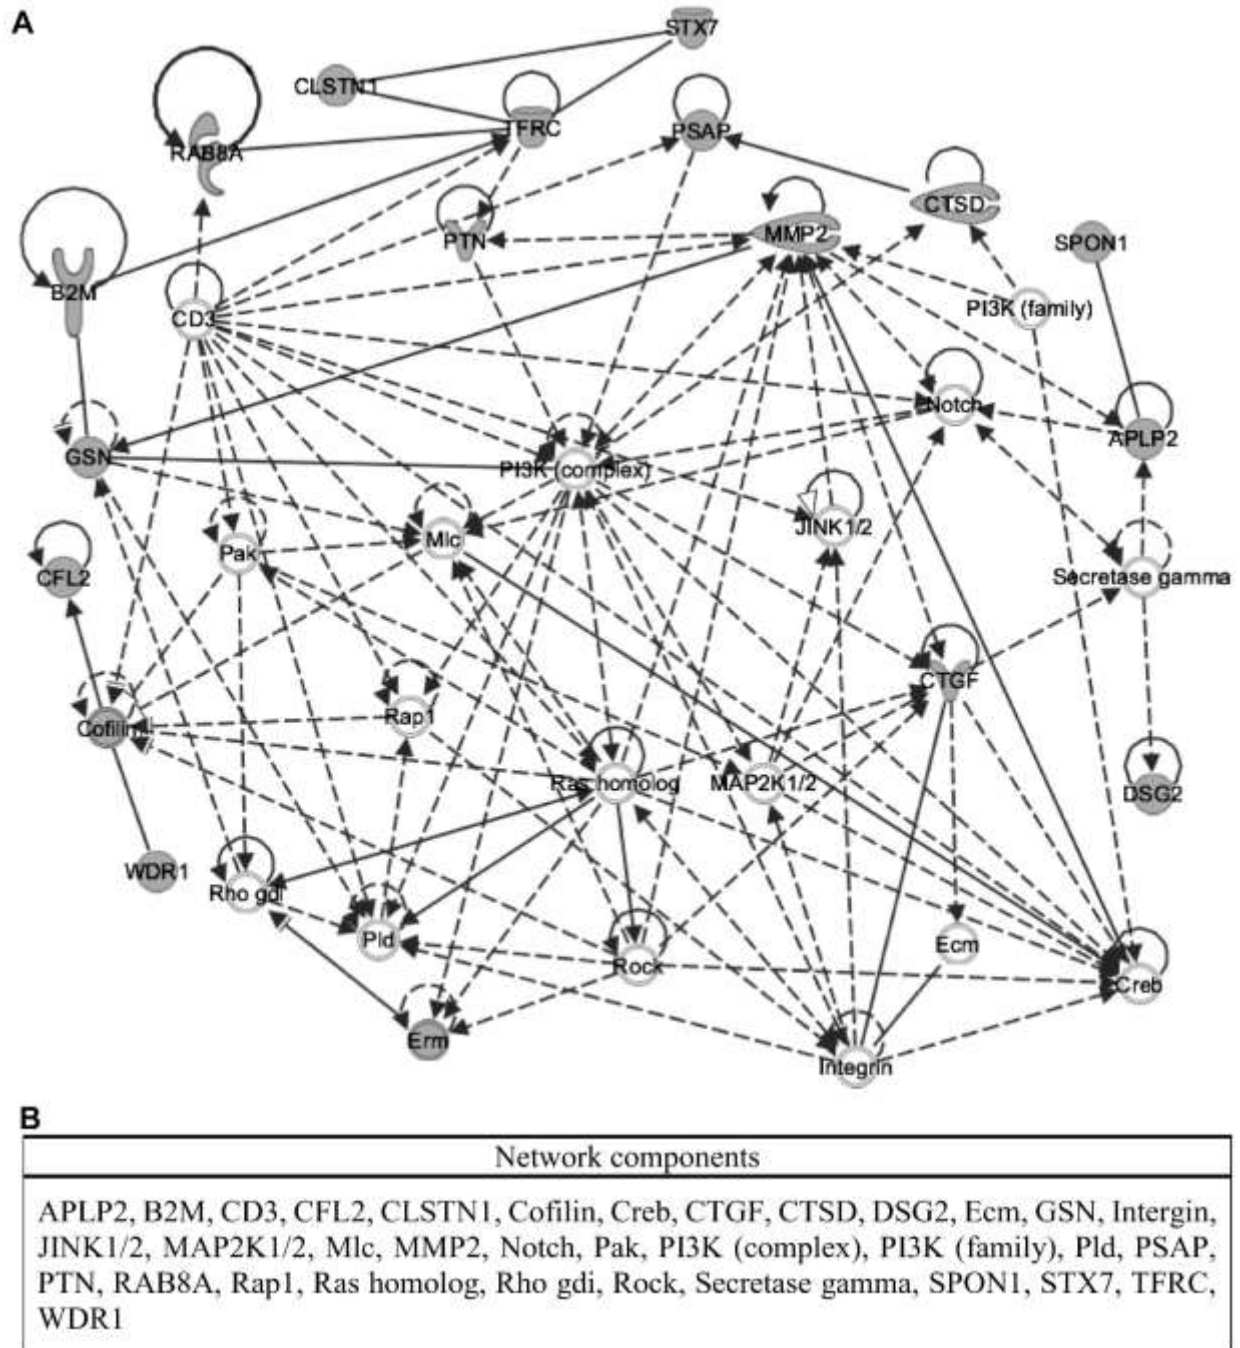 A
STX7
CLSTN1
TFRC
PSAP
RAB8A
CTSD
PTN
MMP2
SPON1
B2M
CD3
PI3K (family)
Notch
APLP2
GSN
PI3K (complex)
JINK1/2
Pak
Mlc
CFL2
Secretase gamma
CTGF
Rap1
Cofilin
Ras homolog
MAP2K1/2
DSG2
WDR1
Rho gdi
Pld
Ecm
Rock
Creb
Erm
Integrin
B
Network components
APLP2, B2M, CD3, CFL2, CLSTN1, Cofilin, Creb, CTGF, CTSD, DSG2, Ecm, GSN, Intergin,
JINK1/2, MAP2K1/2, Mlc, MMP2, Notch, Pak, PI3K (complex), PI3K (family), Pld, PSAP,
PTN, RAB8A, Rap1, Ras homolog, Rho gdi, Rock, Secretase gamma, SPON1, STX7, TFRC,
WDR1